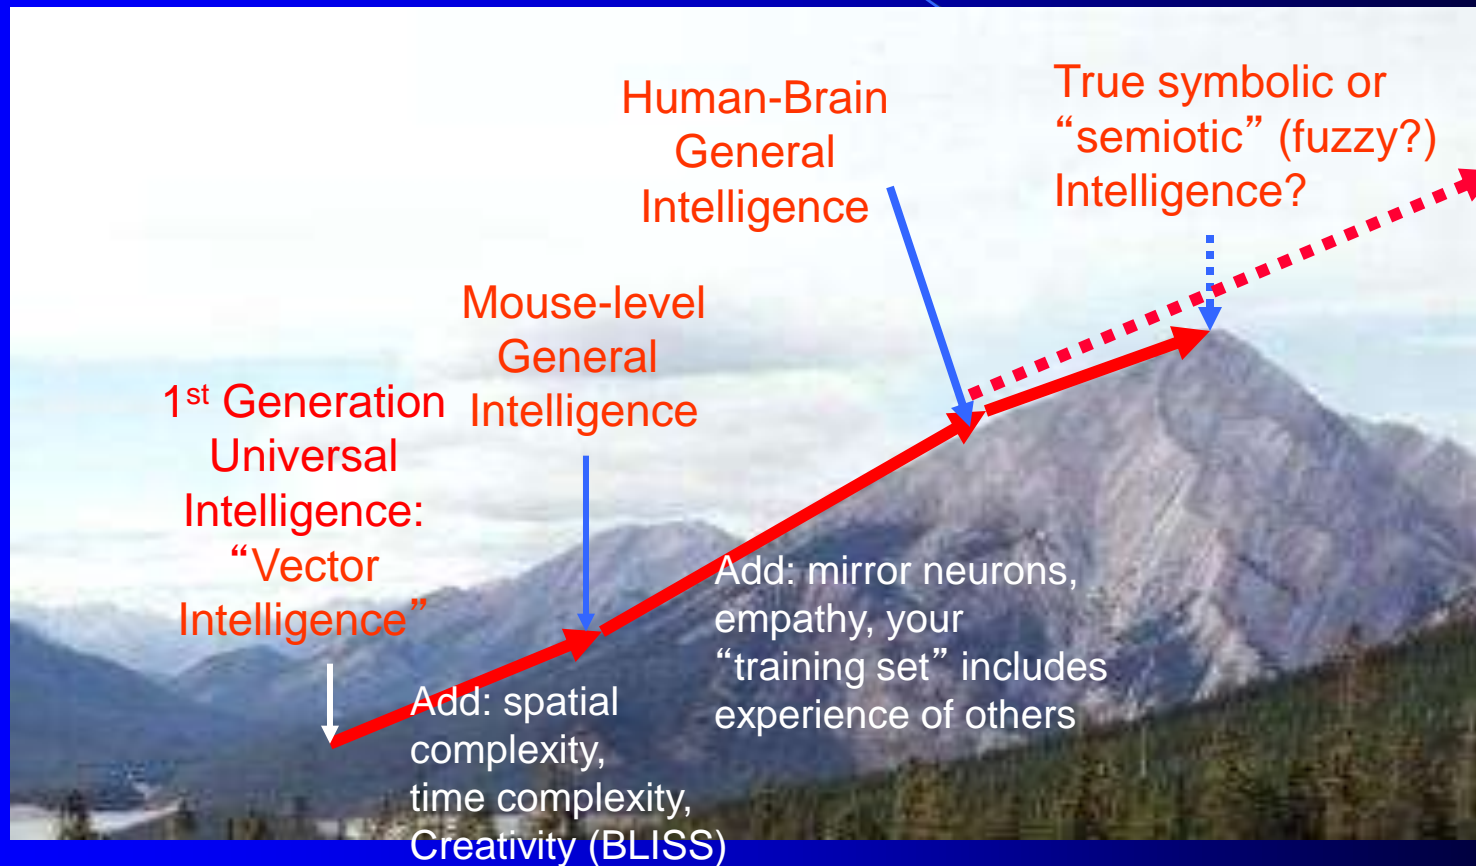 Human-Brain
General
Intelligence
True symbolic or
“semiotic” (fuzzy?)
Intelligence?
Mouse-level
General
Intelligence
1st Generation
Universal
Intelligence:
“Vector
Intelligence”
Add: mirror neurons,
empathy, your
“training set” includes
experience of others
Add: spatial
complexity,
time complexity,
Creativity (BLISS)